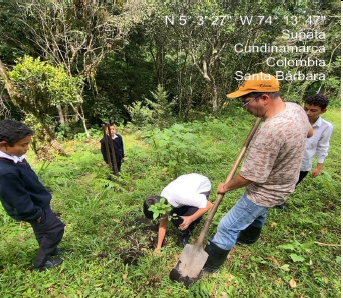 N 5° 3'27" W 74° 13'47"
Supatá
Cundinamarca
Colombia
Santa Bárbara